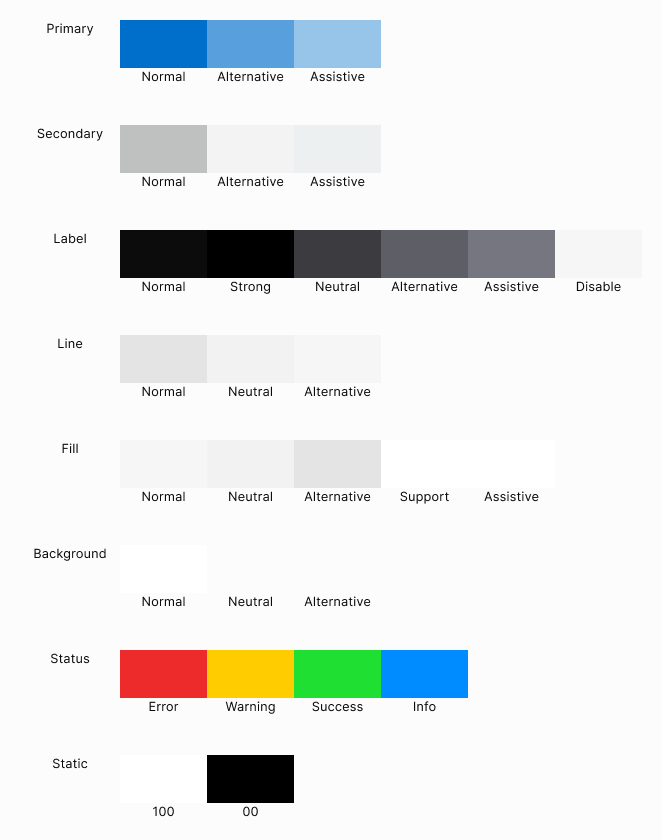 Primary
Normal Alternative Assistive
Secondary
Normal Alternative Assistive
Label
Normal Strong Neutral Alternative Assistive Disable
Line
Normal Neutral Alternative
Fill
Normal Neutral Alternative Support Assistive
Background
Normal Neutral Alternative
Status
Error Warning Success Info
Static
100 00